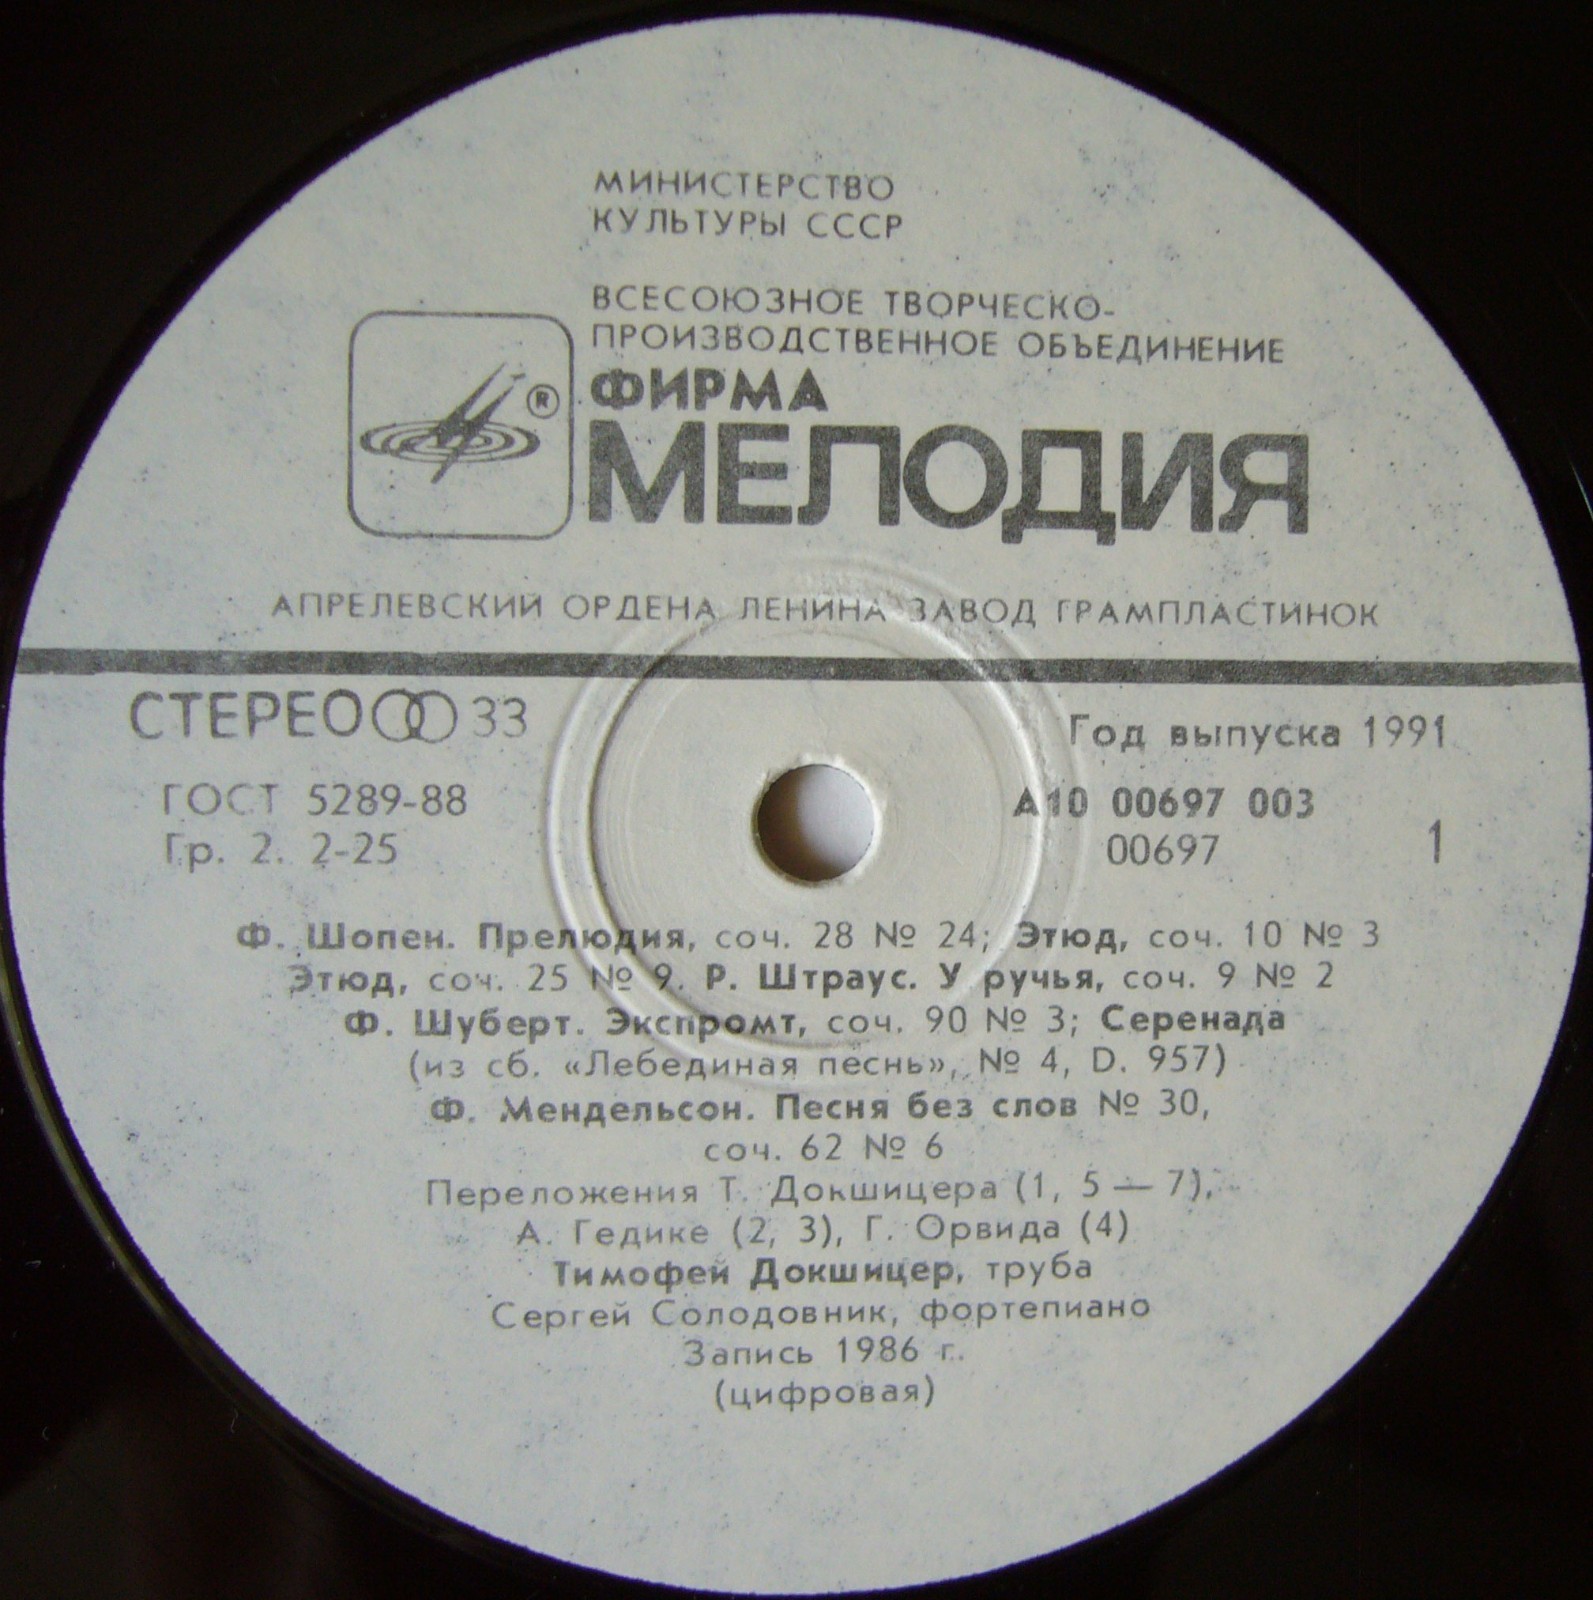 МИНИСТЕРСТВО
КУЛЬТУРЫ СССР
ВСЕСОЮЗНОЕ ТВОРЧЕСКО-
ПРОИЗВОДСТВЕННОЕ ОБЪЕДИНЕНИЕ
ФИРМА
®
МЕЛОДИЯ
АПРЕЛЕВСКИЙ ОРДЕНА ЛЕНИНА ЗАВОД ГРАМПЛАСТИНОК
СТЕРЕО 33
Год выпуска 1991
ГОСТ 5289-88
А10 00697 003
Гр. 2. 2-25
00697
1
Ф. Шопен. Прелюдия, соч. 28 № 24; Этюд, соч. 10 № 3
Этюд, соч. 25 № 9. Р. Штраус. У ручья, соч. 9 № 2
Ф. Шуберт. Экспромт, соч. 90 № 3; Серенада
(из сб. «Лебединая песнь», № 4, D. 957)
Ф. Мендельсон. Песня без слов № 30,
соч. 62 № 6
Переложения Т. Докшицера (1, 5 — 7),
А. Гедике (2, 3), Г. Орвида (4)
Тимофей Докшицер, труба
Сергей Солодовник, фортепиано
Запись 1986 г.
(цифровая)